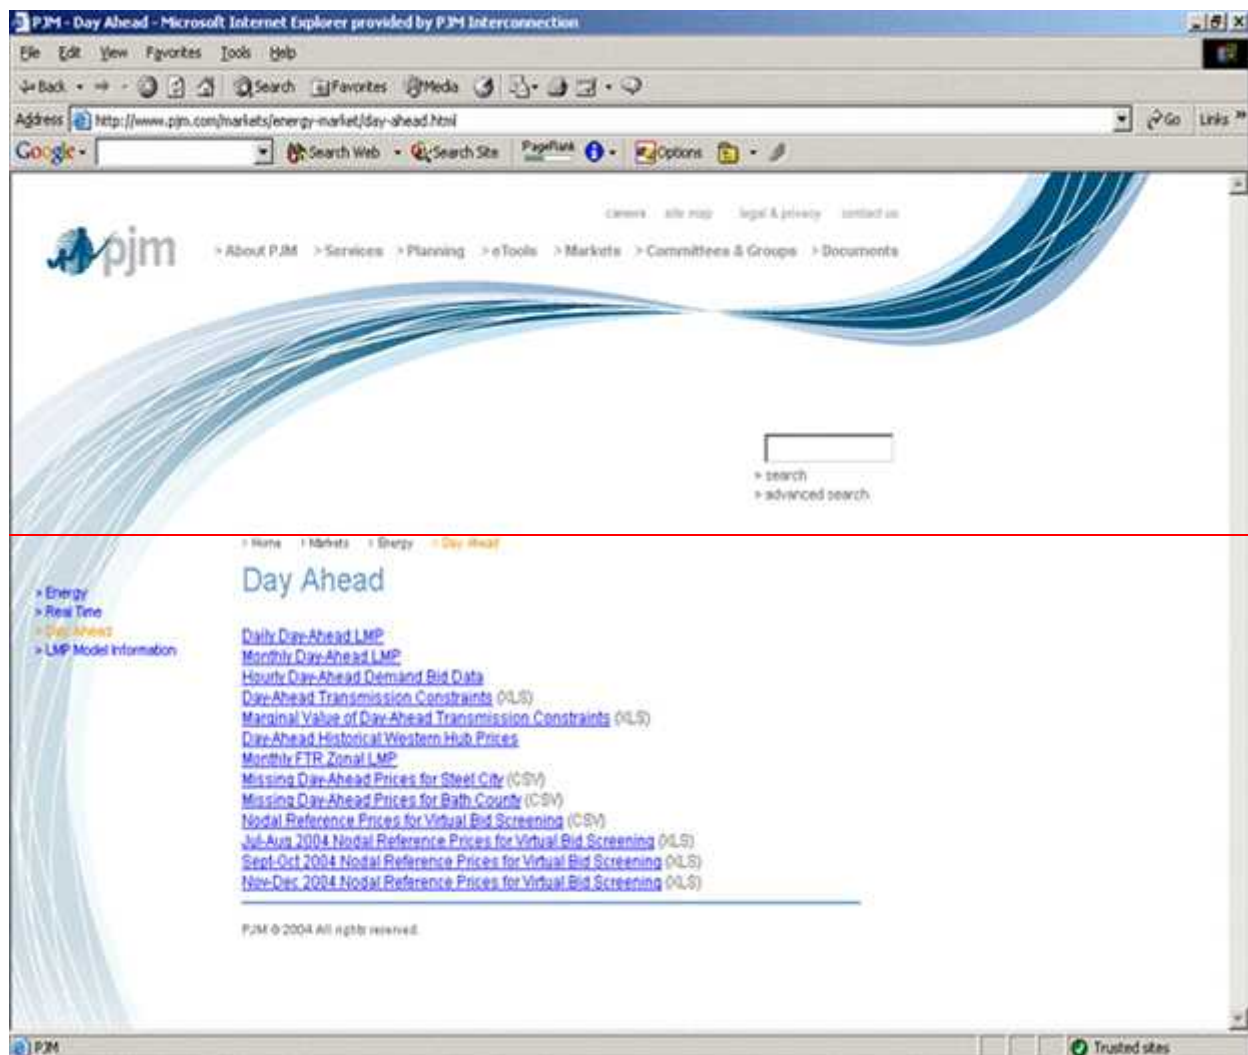 PJM - Day Ahead - Microsoft Internet Explorer provided by PJM Interconnection
File Edit View Favorites Tools Help
Back Search Favorites Media
Address http://www.pjm.com/markets/energy-market/day-ahead.html Go Links »
Google Search Web Search Site PageRank Options
careers site map legal & privacy contact us
pjm > About PJM > Services > Planning > eTools > Markets > Committees & Groups > Documents
> search
> advanced search
> Home > Markets > Energy > Day Ahead
Day Ahead
> Energy
> Real Time
> Day Ahead
> LMP Model Information
Daily Day-Ahead LMP
Monthly Day-Ahead LMP
Hourly Day-Ahead Demand Bid Data
Day-Ahead Transmission Constraints (XLS)
Marginal Value of Day-Ahead Transmission Constraints (XLS)
Day-Ahead Historical Western Hub Prices
Monthly FTR Zonal LMP
Missing Day-Ahead Prices for Steel City (CSV)
Missing Day-Ahead Prices for Bath County (CSV)
Nodal Reference Prices for Virtual Bid Screening (CSV)
Jul-Aug 2004 Nodal Reference Prices for Virtual Bid Screening (XLS)
Sept-Oct 2004 Nodal Reference Prices for Virtual Bid Screening (XLS)
Nov-Dec 2004 Nodal Reference Prices for Virtual Bid Screening (XLS)
PJM © 2004 All rights reserved.
PJM Trusted sites